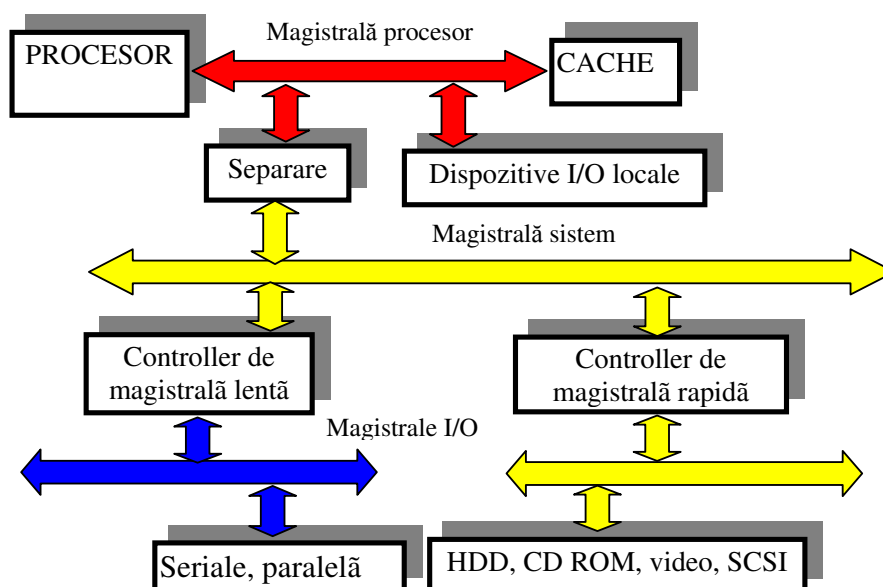 Magistrală procesor
PROCESOR
CACHE
Separare
Dispozitive I/O locale
Magistrală sistem
Controller de
magistralã lentã
Controller de
magistralã rapidã
Magistrale I/O
Seriale, paralelã
HDD, CD ROM, video, SCSI